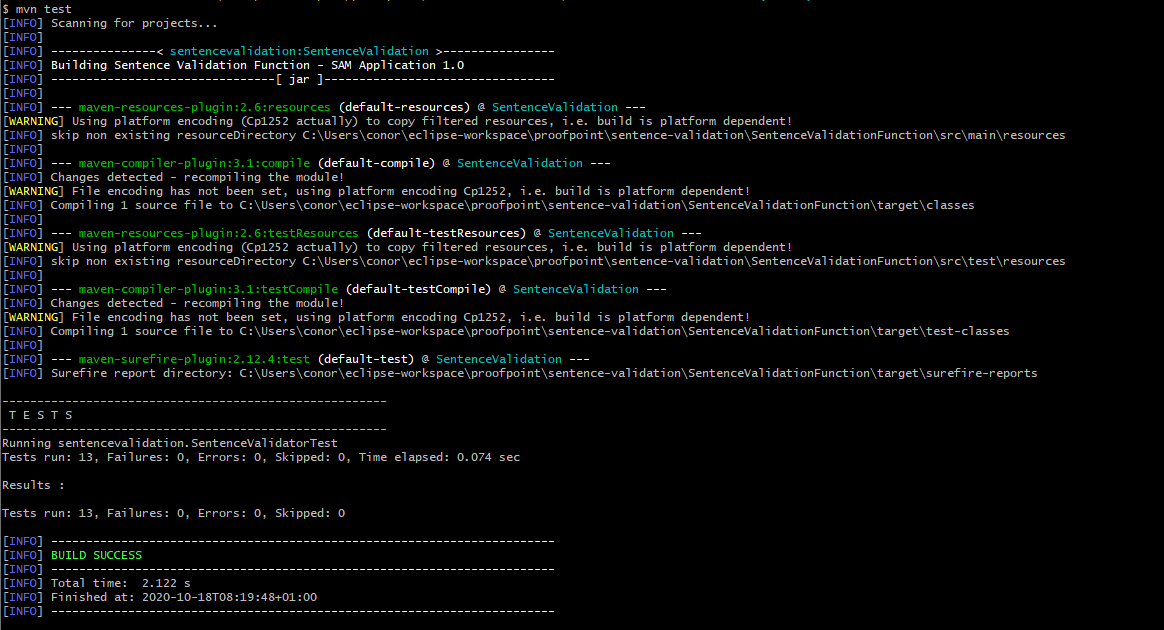 $ mvn test
[INFO] Scanning for projects...
[INFO]
[INFO] ---------------< sentencevalidation:SentenceValidation >----------------
[INFO] Building Sentence Validation Function - SAM Application 1.0
[INFO] --------------------------------[ jar ]---------------------------------
[INFO]
[INFO] --- maven-resources-plugin:2.6:resources (default-resources) @ SentenceValidation ---
[WARNING] Using platform encoding (Cp1252 actually) to copy filtered resources, i.e. build is platform dependent!
[INFO] skip non existing resourceDirectory C:\Users\conor\eclipse-workspace\proofpoint\sentence-validation\SentenceValidationFunction\src\main\resources
[INFO]
[INFO] --- maven-compiler-plugin:3.1:compile (default-compile) @ SentenceValidation ---
[INFO] Changes detected - recompiling the module!
[WARNING] File encoding has not been set, using platform encoding Cp1252, i.e. build is platform dependent!
[INFO] Compiling 1 source file to C:\Users\conor\eclipse-workspace\proofpoint\sentence-validation\SentenceValidationFunction\target\classes
[INFO]
[INFO] --- maven-resources-plugin:2.6:testResources (default-testResources) @ SentenceValidation ---
[WARNING] Using platform encoding (Cp1252 actually) to copy filtered resources, i.e. build is platform dependent!
[INFO] skip non existing resourceDirectory C:\Users\conor\eclipse-workspace\proofpoint\sentence-validation\SentenceValidationFunction\src\test\resources
[INFO]
[INFO] --- maven-compiler-plugin:3.1:testCompile (default-testCompile) @ SentenceValidation ---
[INFO] Changes detected - recompiling the module!
[WARNING] File encoding has not been set, using platform encoding Cp1252, i.e. build is platform dependent!
[INFO] Compiling 1 source file to C:\Users\conor\eclipse-workspace\proofpoint\sentence-validation\SentenceValidationFunction\target\test-classes
[INFO]
[INFO] --- maven-surefire-plugin:2.12.4:test (default-test) @ SentenceValidation ---
[INFO] Surefire report directory: C:\Users\conor\eclipse-workspace\proofpoint\sentence-validation\SentenceValidationFunction\target\surefire-reports
-------------------------------------------------------
T E S T S
-------------------------------------------------------
Running sentencevalidation.SentenceValidatorTest
Tests run: 13, Failures: 0, Errors: 0, Skipped: 0, Time elapsed: 0.074 sec
Results :
Tests run: 13, Failures: 0, Errors: 0, Skipped: 0
[INFO] ------------------------------------------------------------------------
[INFO] BUILD SUCCESS
[INFO] ------------------------------------------------------------------------
[INFO] Total time:  2.122 s
[INFO] Finished at: 2020-10-18T08:19:48+01:00
[INFO] ------------------------------------------------------------------------